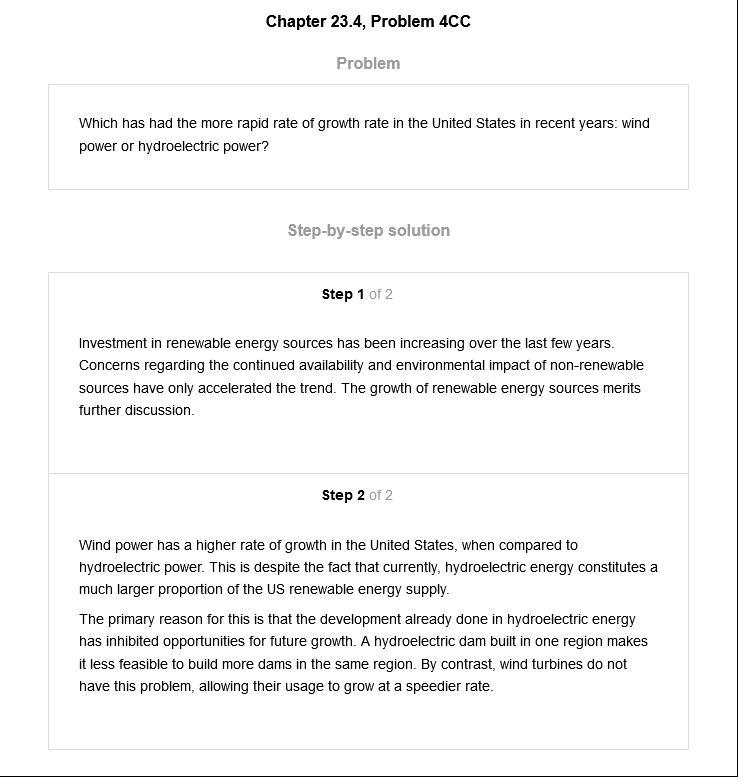 Chapter 23.4, Problem 4CC
Problem
Which has had the more rapid rate of growth rate in the United States in recent years: wind
power or hydroelectric power?
Step-by-step solution
Step 1 of 2
Investment in renewable energy sources has been increasing over the last few years.
Concerns regarding the continued availability and environmental impact of non-renewable
sources have only accelerated the trend. The growth of renewable energy sources merits
further discussion.
Step 2 of 2
Wind power has a higher rate of growth in the United States, when compared to
hydroelectric power. This is despite the fact that currently, hydroelectric energy constitutes a
much larger proportion of the US renewable energy supply.
The primary reason for this is that the development already done in hydroelectric energy
has inhibited opportunities for future growth. A hydroelectric dam built in one region makes
it less feasible to build more dams in the same region. By contrast, wind turbines do not
have this problem, allowing their usage to grow at a speedier rate.